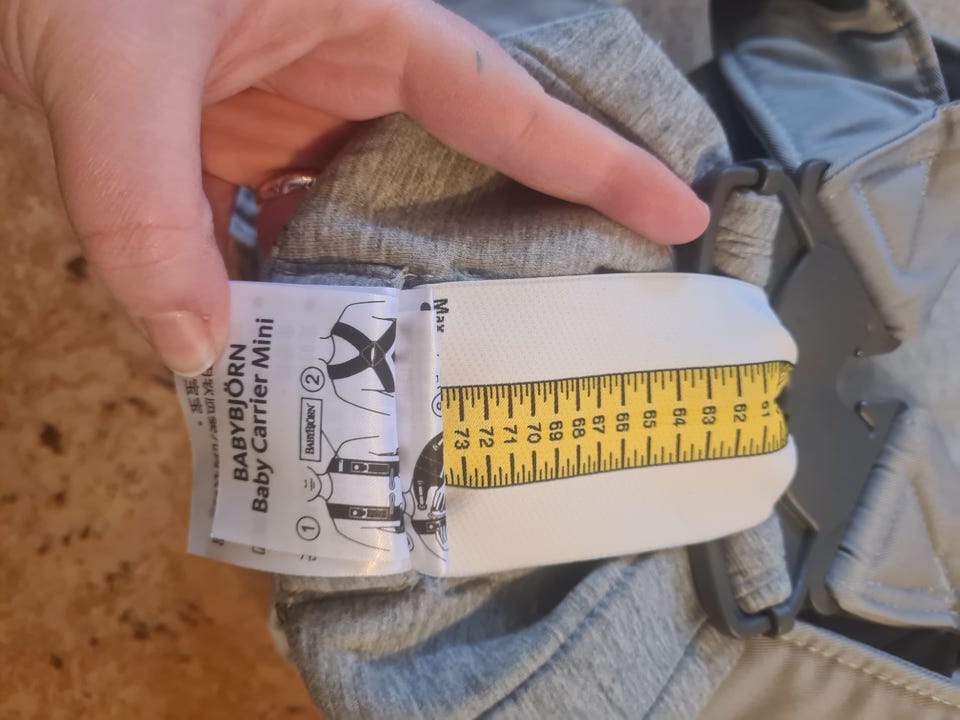 BABYBJÖRN
Baby Carrier Mini
2
BABYBJÖRN
1
Max
73 72 71 70 69 68 67 66 65 64 63 62 61